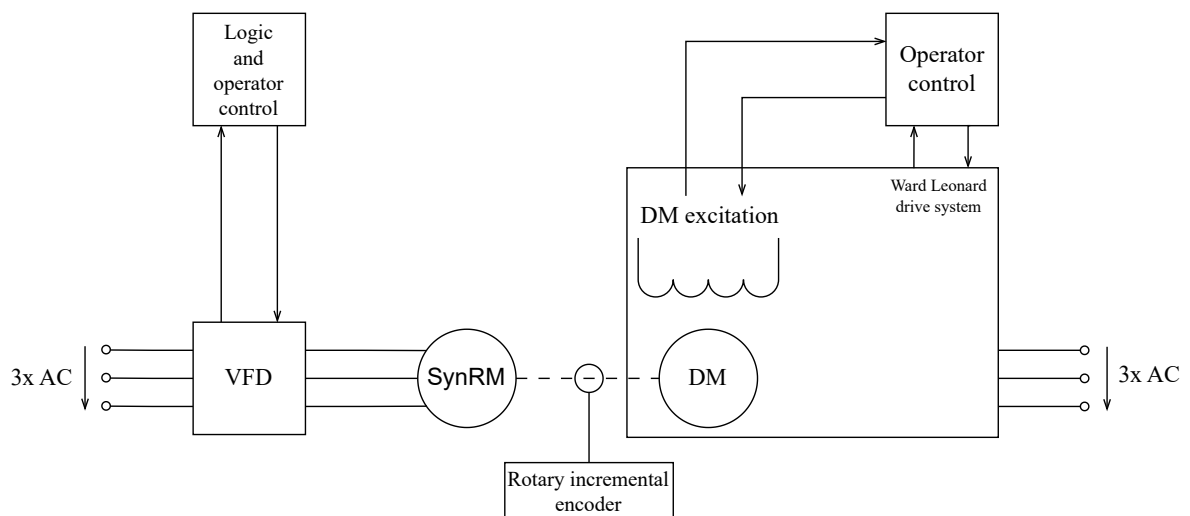 Logic
and
operator
control
Operator
control
Ward Leonard
drive system
DM excitation
3x AC
VFD
SynRM
DM
3x AC
Rotary incremental
encoder